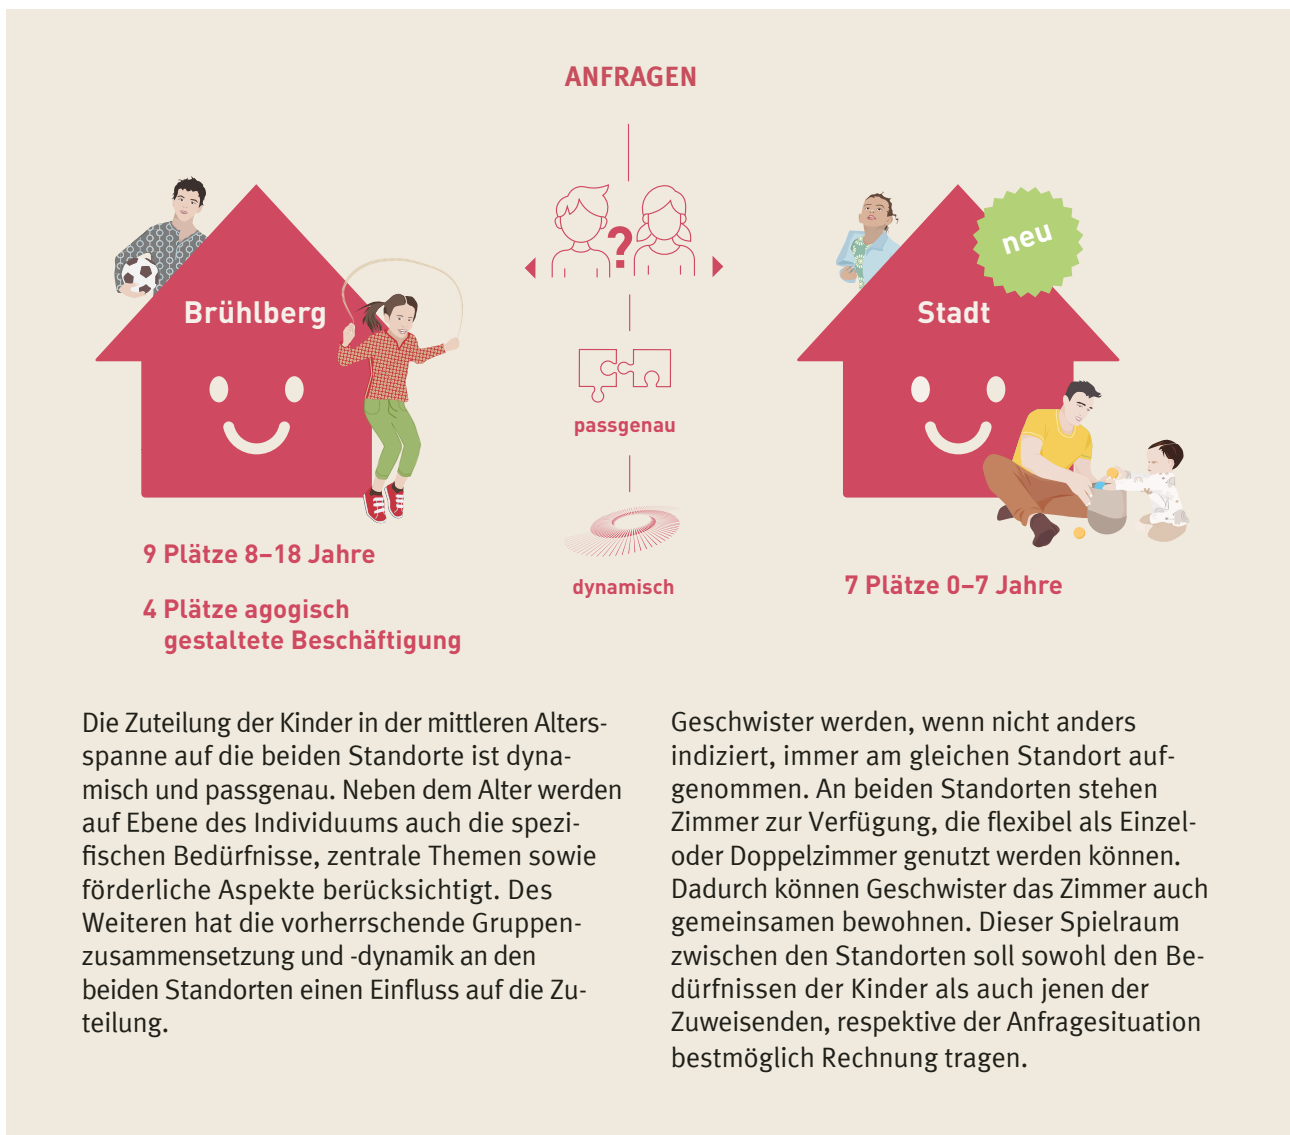 ANFRAGEN
Brühlberg
?
neu
Stadt
passgenau
dynamisch
9 Plätze 8–18 Jahre
4 Plätze agogisch
gestaltete Beschäftigung
7 Plätze 0–7 Jahre
Die Zuteilung der Kinder in der mittleren Alters-
spanne auf die beiden Standorte ist dyna-
misch und passgenau. Neben dem Alter werden
auf Ebene des Individuums auch die spezi-
fischen Bedürfnisse, zentrale Themen sowie
förderliche Aspekte berücksichtigt. Des
Weiteren hat die vorherrschende Gruppen-
zusammensetzung und -dynamik an den
beiden Standorten einen Einfluss auf die Zu-
teilung.
Geschwister werden, wenn nicht anders
indiziert, immer am gleichen Standort auf-
genommen. An beiden Standorten stehen
Zimmer zur Verfügung, die flexibel als Einzel-
oder Doppelzimmer genutzt werden können.
Dadurch können Geschwister das Zimmer auch
gemeinsamen bewohnen. Dieser Spielraum
zwischen den Standorten soll sowohl den Be-
dürfnissen der Kinder als auch jenen der
Zuweisenden, respektive der Anfragesituation
bestmöglich Rechnung tragen.